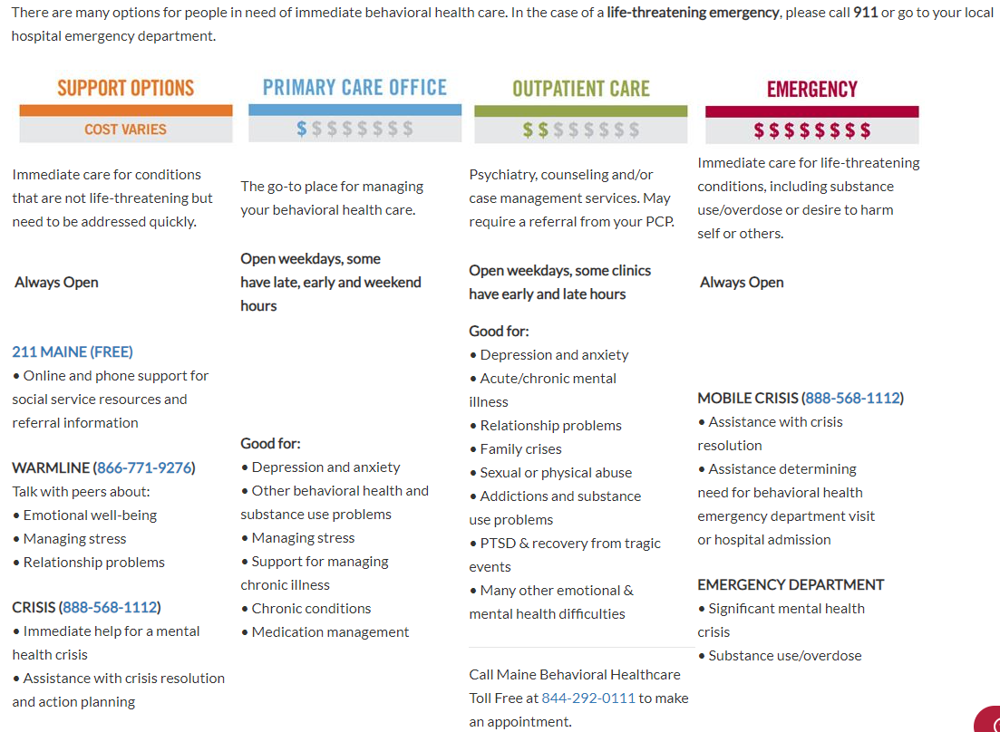 There are many options for people in need of immediate behavioral health care. In the case of a life-threatening emergency, please call 911 or go to your local
hospital emergency department.
SUPPORT OPTIONS
COST VARIES
Immediate care for conditions
that are not life-threatening but
need to be addressed quickly.
Always Open
211 MAINE (FREE)
• Online and phone support for
social service resources and
referral information
WARMLINE (866-771-9276)
Talk with peers about:
• Emotional well-being
• Managing stress
• Relationship problems
CRISIS (888-568-1112)
• Immediate help for a mental
health crisis
• Assistance with crisis resolution
and action planning
PRIMARY CARE OFFICE
$ $ $ $ $ $ $ $
The go-to place for managing
your behavioral health care.
Open weekdays, some
have late, early and weekend
hours
Good for:
• Depression and anxiety
• Other behavioral health and
substance use problems
• Managing stress
• Support for managing
chronic illness
• Chronic conditions
• Medication management
OUTPATIENT CARE
$ $ $ $ $ $ $ $
Psychiatry, counseling and/or
case management services. May
require a referral from your PCP.
Open weekdays, some clinics
have early and late hours
Good for:
• Depression and anxiety
• Acute/chronic mental
illness
• Relationship problems
• Family crises
• Sexual or physical abuse
• Addictions and substance
use problems
• PTSD & recovery from tragic
events
• Many other emotional &
mental health difficulties
Call Maine Behavioral Healthcare
Toll Free at 844-292-0111 to make
an appointment.
EMERGENCY
$ $ $ $ $ $ $ $
Immediate care for life-threatening
conditions, including substance
use/overdose or desire to harm
self or others.
Always Open
MOBILE CRISIS (888-568-1112)
• Assistance with crisis
resolution
• Assistance determining
need for behavioral health
emergency department visit
or hospital admission
EMERGENCY DEPARTMENT
• Significant mental health
crisis
• Substance use/overdose